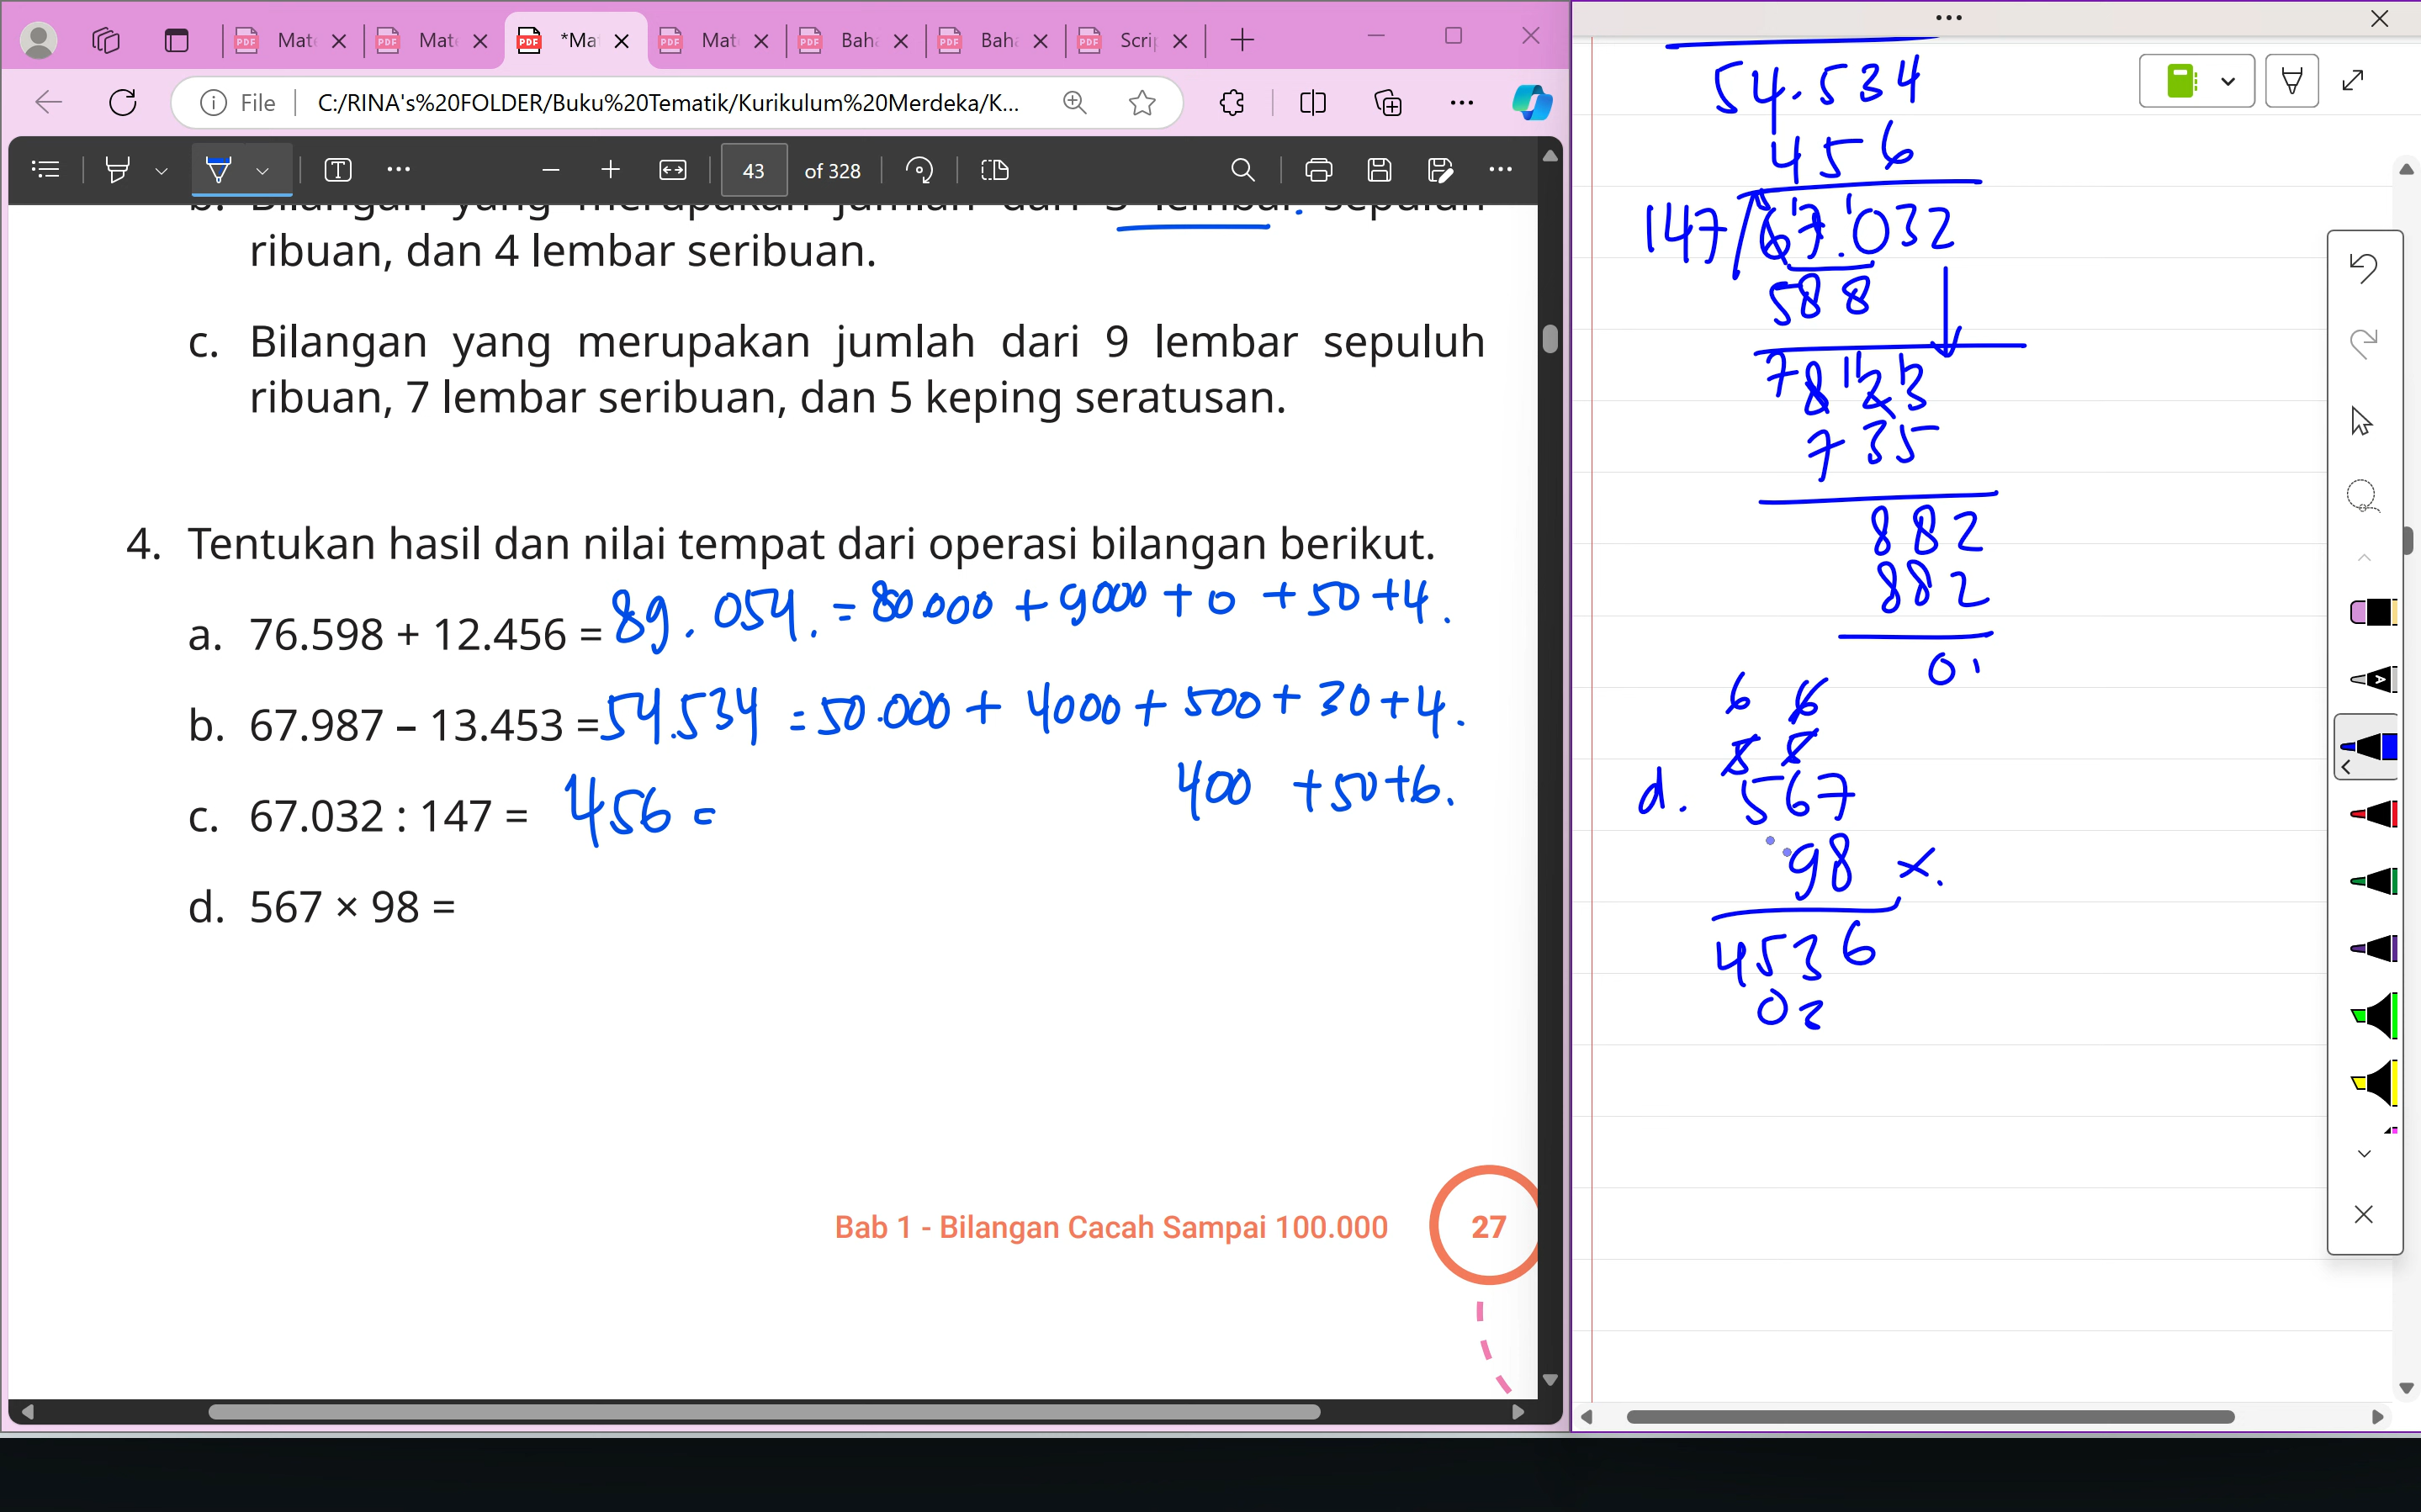 Mat
Mat
*Ma
Mat
Bah
Bah
Scrip
File
C:/RINA's%20FOLDER/Buku%20Tematik/Kurikulum%20Merdeka/K...
43 of 328
ribuan, dan 4 lembar seribuan.
c. Bilangan yang merupakan jumlah dari 9 lembar sepuluh
ribuan, 7 lembar seribuan, dan 5 keping seratusan.
4. Tentukan hasil dan nilai tempat dari operasi bilangan berikut.
a. 76.598 + 12.456 = 89.054. = 80.000 + 9000 + 0 + 50 + 4.
b. 67.987 – 13.453 = 54.534 = 50.000 + 4000 + 500 + 30 + 4.
c. 67.032 : 147 = 456 = 400 + 50 + 6.
d. 567 × 98 =
Bab 1 - Bilangan Cacah Sampai 100.000
27
54.534
456
147/67.032
588
735
882
882
0
6 6
d. 567
98 ×.
4536
03